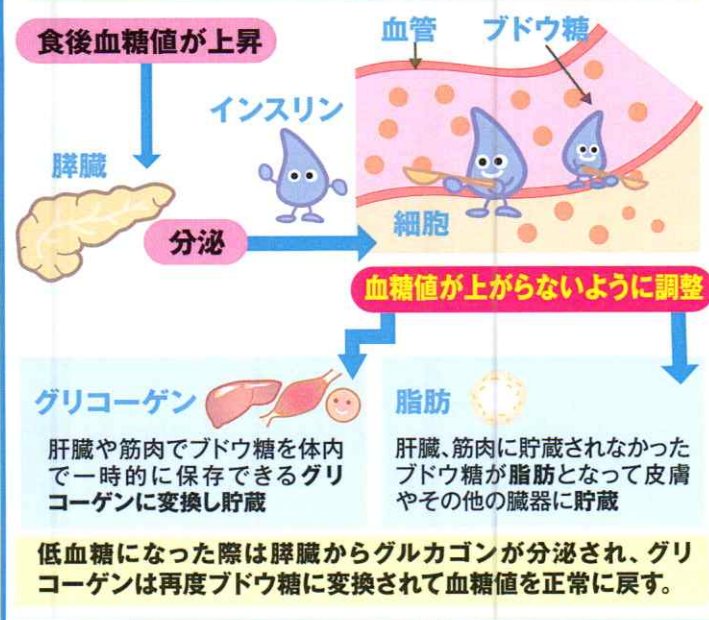 食後血糖値が上昇
血管
ブドウ糖
インスリン
膵臓
分泌
細胞
血糖値が上がらないように調整
グリコーゲン
肝臓や筋肉でブドウ糖を体内
で一時的に保存できるグリ
コーゲンに変換し貯蔵
脂肪
肝臓、筋肉に貯蔵されなかった
ブドウ糖が脂肪となって皮膚
やその他の臓器に貯蔵
低血糖になった際は膵臓からグルカゴンが分泌され、グリ
コーゲンは再度ブドウ糖に変換されて血糖値を正常に戻す。